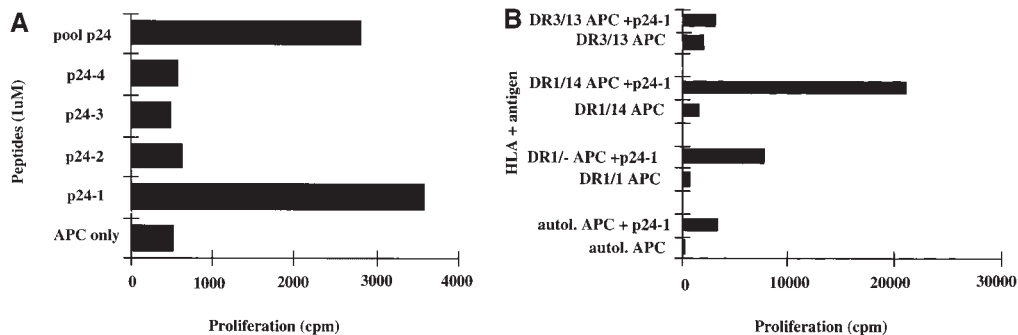 A
Peptides (1uM)
pool p24
p24-4
p24-3
p24-2
p24-1
APC only
0 1000 2000 3000 4000
Proliferation (cpm)
B
HLA + antigen
DR3/13 APC +p24-1
DR3/13 APC
DR1/14 APC +p24-1
DR1/14 APC
DR1/- APC +p24-1
DR1/1 APC
autol. APC + p24-1
autol. APC
0 10000 20000 30000
Proliferation (cpm)